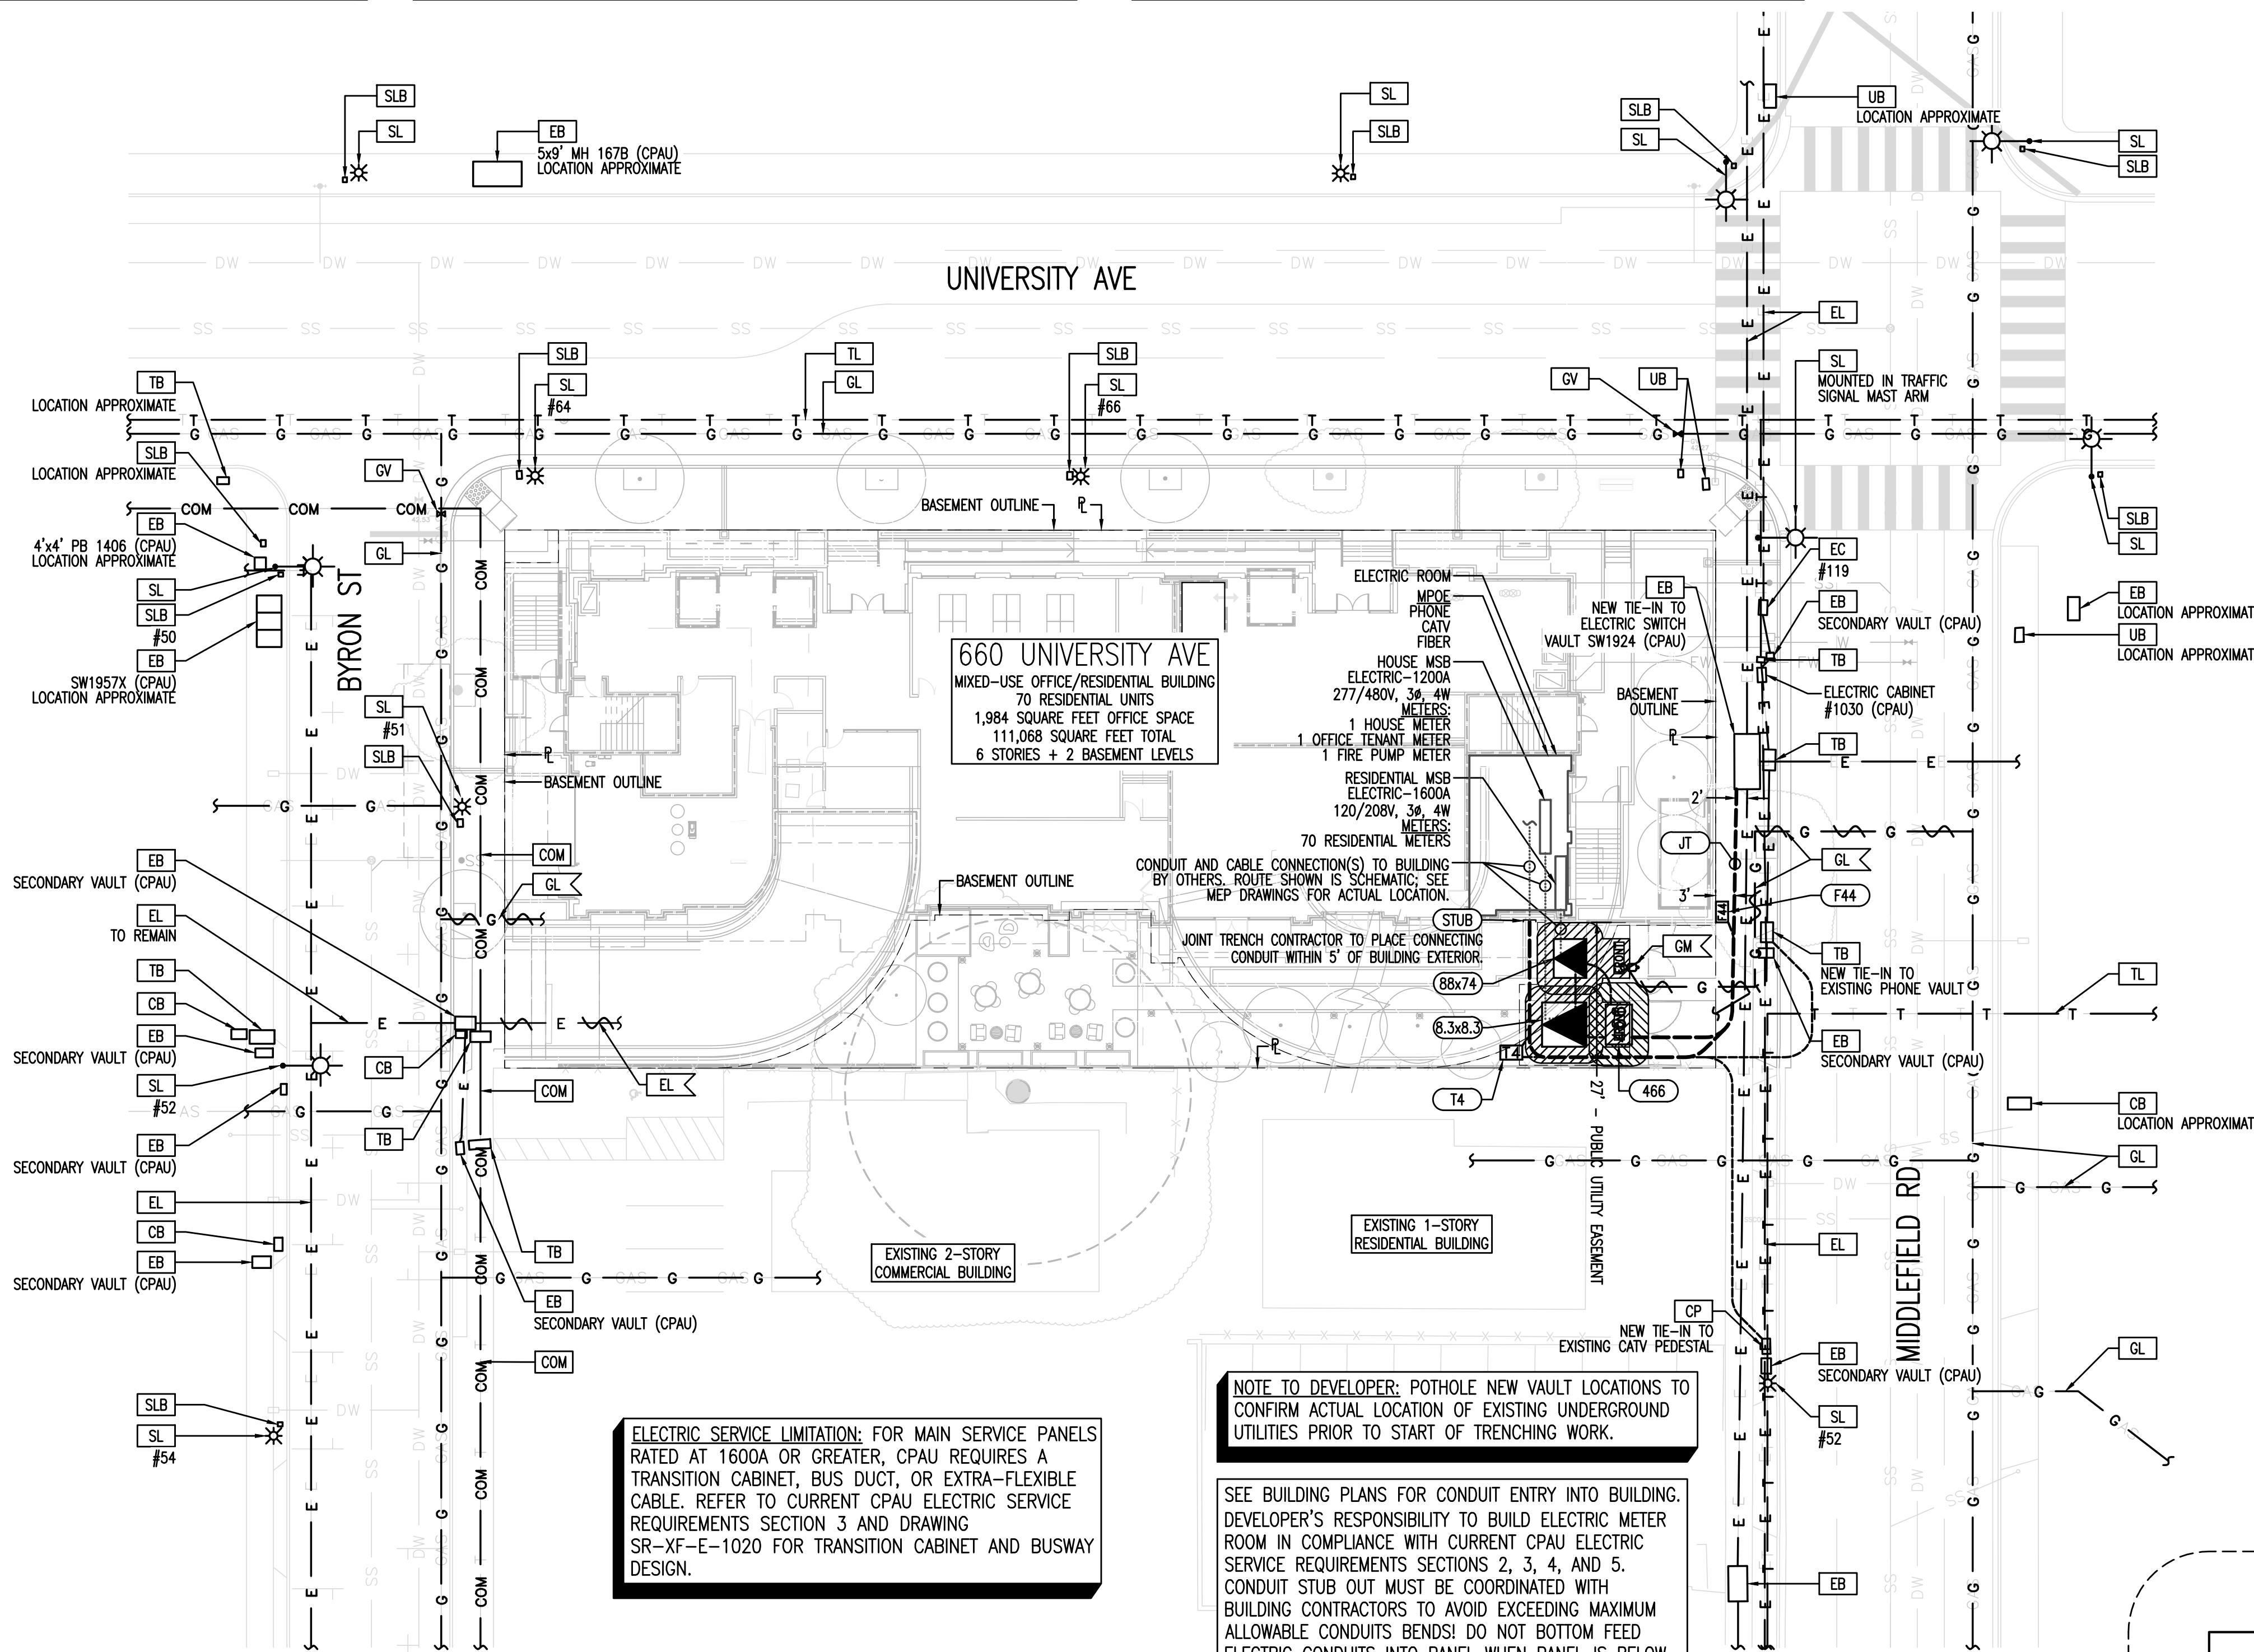 SLB
SL
EB
5x9' MH 167B (CPAU)
LOCATION APPROXIMATE
SL
SLB
SLB
SL
UB
LOCATION APPROXIMATE
SL
SLB
UNIVERSITY AVE
EL
SL
MOUNTED IN TRAFFIC
SIGNAL MAST ARM
TB
LOCATION APPROXIMATE
SLB
LOCATION APPROXIMATE
SLB
SL
#64
TL
GL
SLB
SL
#66
GV
UB
GV
EB
4'x4' PB 1406 (CPAU)
LOCATION APPROXIMATE
GL
SL
SLB
#50
EB
SW1957X (CPAU)
LOCATION APPROXIMATE
BYRON ST
SL
#51
SLB
BASEMENT OUTLINE
PL
PL
BASEMENT OUTLINE
660 UNIVERSITY AVE
MIXED-USE OFFICE/RESIDENTIAL BUILDING
70 RESIDENTIAL UNITS
1,984 SQUARE FEET OFFICE SPACE
111,068 SQUARE FEET TOTAL
6 STORIES + 2 BASEMENT LEVELS
ELECTRIC ROOM
MPOE
PHONE
CATV
FIBER
HOUSE MSB
ELECTRIC-1200A
277/480V, 3ø, 4W
METERS:
1 HOUSE METER
1 OFFICE TENANT METER
1 FIRE PUMP METER
RESIDENTIAL MSB
ELECTRIC-1600A
120/208V, 3ø, 4W
METERS:
70 RESIDENTIAL METERS
CONDUIT AND CABLE CONNECTION(S) TO BUILDING
BY OTHERS. ROUTE SHOWN IS SCHEMATIC; SEE
MEP DRAWINGS FOR ACTUAL LOCATION.
STUB
JOINT TRENCH CONTRACTOR TO PLACE CONNECTING
CONDUIT WITHIN 5' OF BUILDING EXTERIOR.
88x74
8.3x8.3
T4
T4
466
GM
FRONT
27' - PUBLIC UTILITY EASEMENT
EB
NEW TIE-IN TO
ELECTRIC SWITCH
VAULT SW1924 (CPAU)
BASEMENT
OUTLINE
PL
2'
JT
3'
F44
SLB
SL
EC
#119
EB
SECONDARY VAULT (CPAU)
TB
ELECTRIC CABINET
#1030 (CPAU)
TB
EB
LOCATION APPROXIMAT
UB
LOCATION APPROXIMAT
GL
F44
TB
NEW TIE-IN TO
EXISTING PHONE VAULT
TL
EB
SECONDARY VAULT (CPAU)
CB
LOCATION APPROXIMAT
GL
EL
MIDDLEFIELD RD
CP
NEW TIE-IN TO
EXISTING CATV PEDESTAL
EB
SECONDARY VAULT (CPAU)
SL
#52
GL
EB
EB
SECONDARY VAULT (CPAU)
EL
TO REMAIN
TB
CB
EB
SECONDARY VAULT (CPAU)
SL
#52
EB
SECONDARY VAULT (CPAU)
EL
CB
EB
SECONDARY VAULT (CPAU)
SLB
SL
#54
COM
GL
BASEMENT OUTLINE
CB
COM
EL
PL
TB
TB
EB
SECONDARY VAULT (CPAU)
COM
EXISTING 2-STORY
COMMERCIAL BUILDING
EXISTING 1-STORY
RESIDENTIAL BUILDING
ELECTRIC SERVICE LIMITATION: FOR MAIN SERVICE PANELS
RATED AT 1600A OR GREATER, CPAU REQUIRES A
TRANSITION CABINET, BUS DUCT, OR EXTRA-FLEXIBLE
CABLE. REFER TO CURRENT CPAU ELECTRIC SERVICE
REQUIREMENTS SECTION 3 AND DRAWING
SR-XF-E-1020 FOR TRANSITION CABINET AND BUSWAY
DESIGN.
NOTE TO DEVELOPER: POTHOLE NEW VAULT LOCATIONS TO
CONFIRM ACTUAL LOCATION OF EXISTING UNDERGROUND
UTILITIES PRIOR TO START OF TRENCHING WORK.
SEE BUILDING PLANS FOR CONDUIT ENTRY INTO BUILDING.
DEVELOPER'S RESPONSIBILITY TO BUILD ELECTRIC METER
ROOM IN COMPLIANCE WITH CURRENT CPAU ELECTRIC
SERVICE REQUIREMENTS SECTIONS 2, 3, 4, AND 5.
CONDUIT STUB OUT MUST BE COORDINATED WITH
BUILDING CONTRACTORS TO AVOID EXCEEDING MAXIMUM
ALLOWABLE CONDUITS BENDS! DO NOT BOTTOM FEED
ELECTRIC CONDUITS INTO PANEL WHEN PANEL IS BELOW